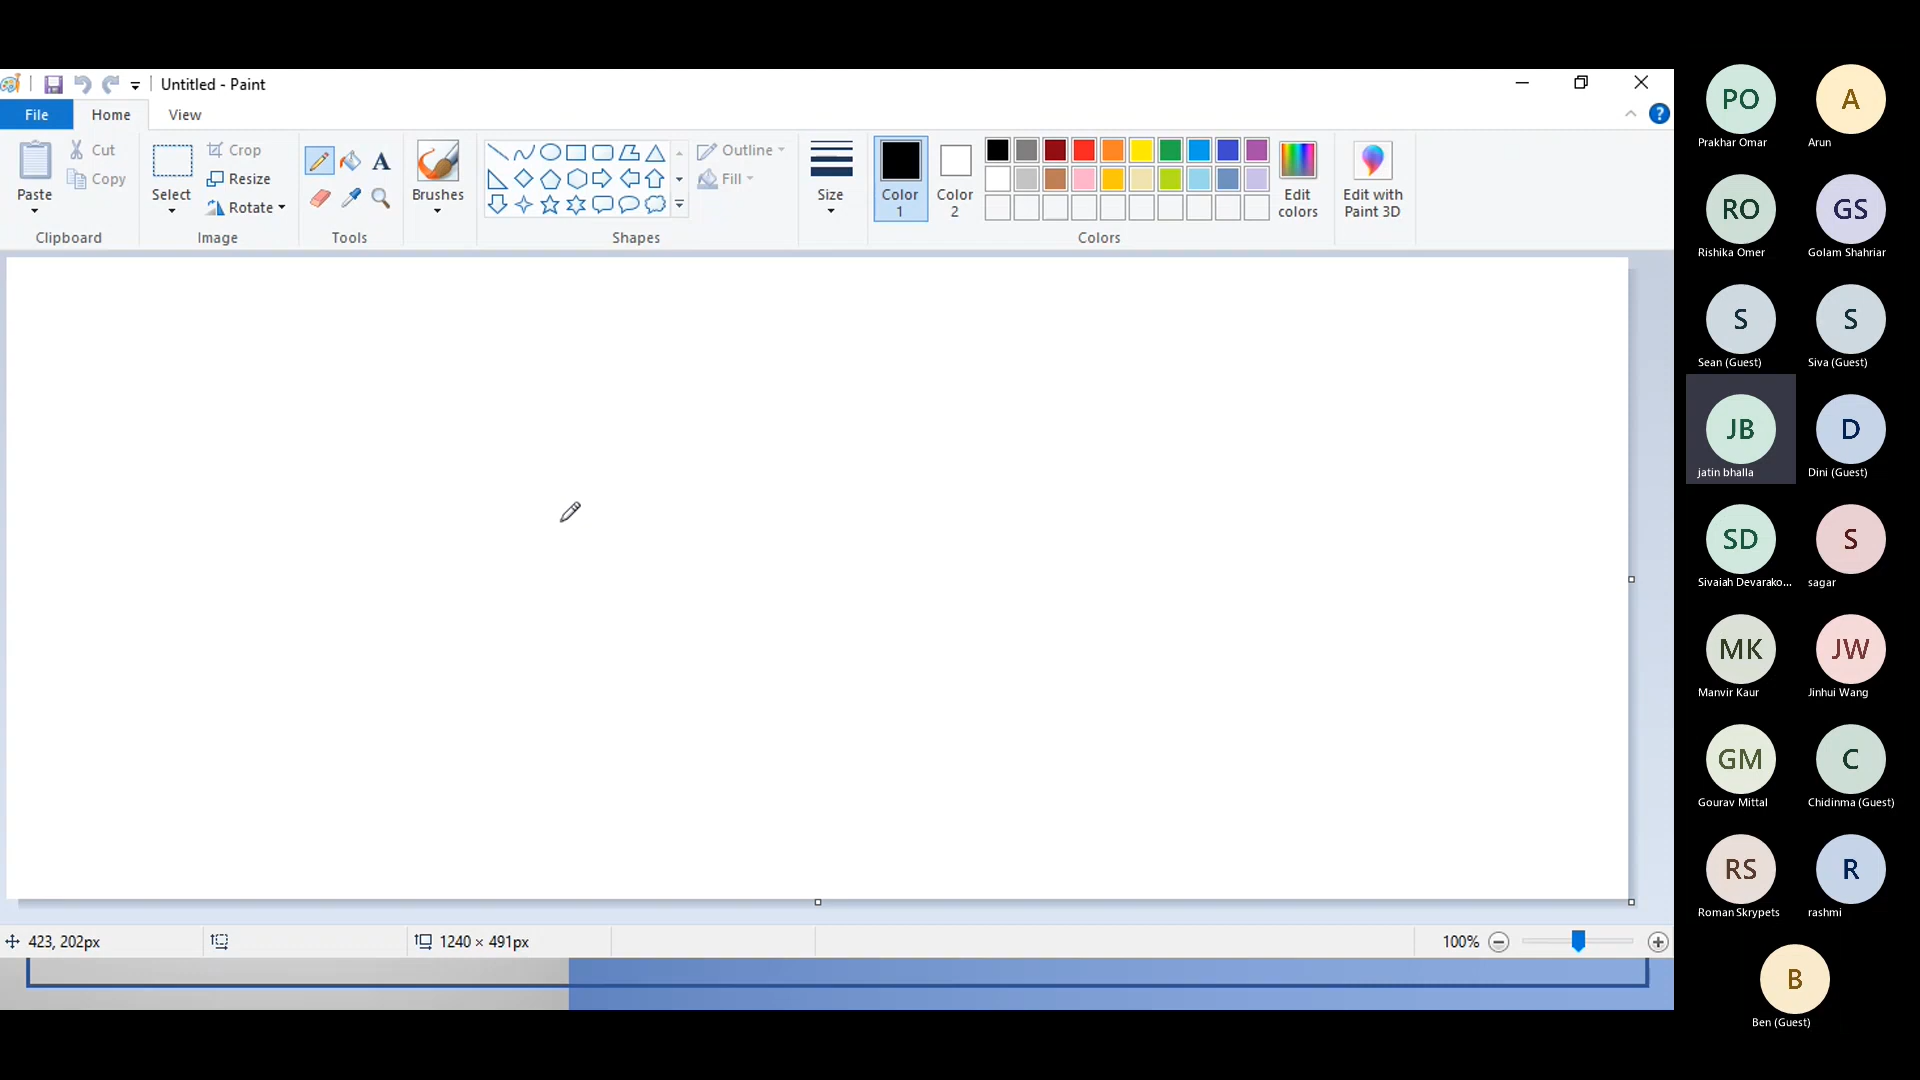 Untitled - Paint
File
Home
View
Paste
Cut
Copy
Clipboard
Select
Crop
Resize
Rotate
Image
A
Tools
Brushes
Outline
Fill
Shapes
Size
Color
1
Color
2
Edit
colors
Colors
Edit with
Paint 3D
?
423, 202px
1240 × 491px
100%
PO
Prakhar Omar
A
Arun
RO
Rishika Omer
GS
Golam Shahriar
S
Sean (Guest)
S
Siva (Guest)
JB
jatin bhalla
D
Dini (Guest)
SD
Sivaiah Devarako...
S
sagar
MK
Manvir Kaur
JW
Jinhui Wang
GM
Gourav Mittal
C
Chidinma (Guest)
RS
Roman Skrypets
R
rashmi
B
Ben (Guest)